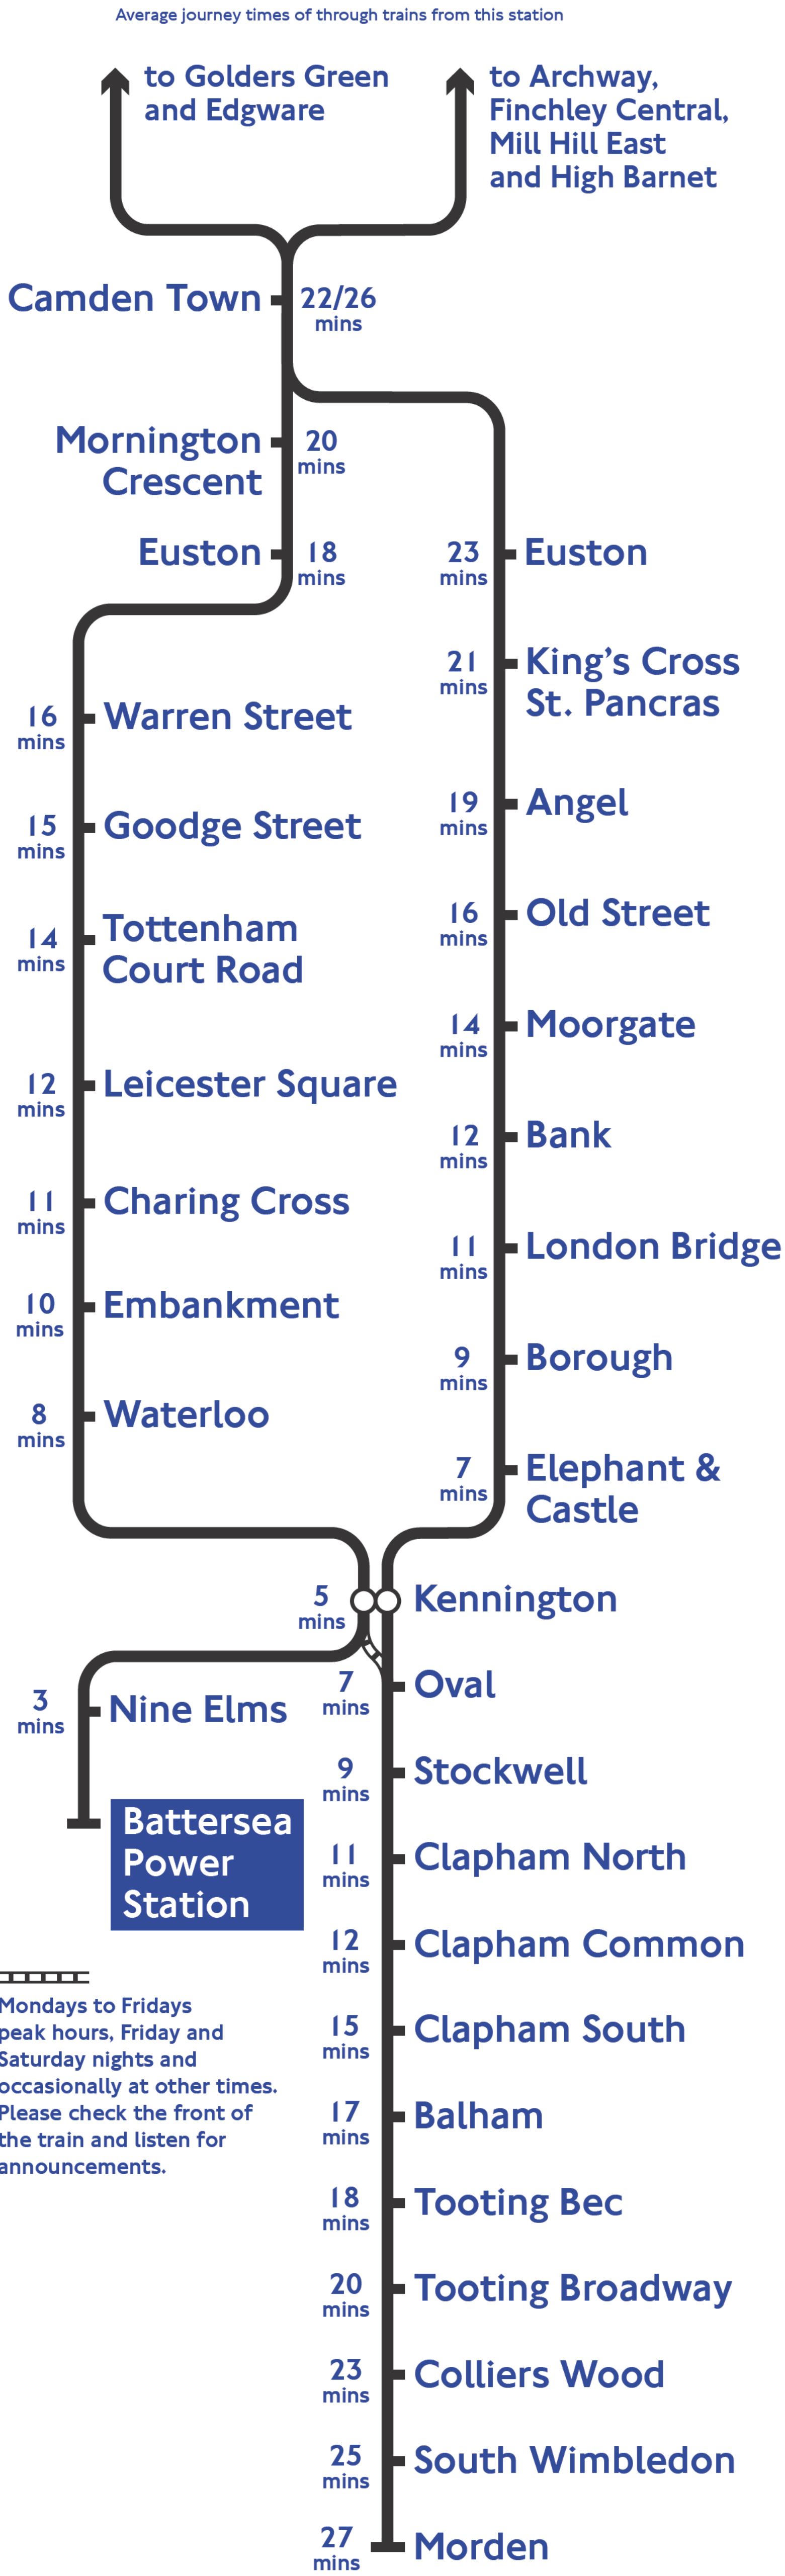 Average journey times of through trains from this station
to Golders Green
and Edgware
to Archway,
Finchley Central,
Mill Hill East
and High Barnet
Camden Town
22/26
mins
Mornington
Crescent
20
mins
Euston
18
mins
23
mins
Euston
21
mins
King's Cross
St. Pancras
16
mins
Warren Street
19
mins
Angel
15
mins
Goodge Street
16
mins
Old Street
14
mins
Tottenham
Court Road
14
mins
Moorgate
12
mins
Leicester Square
12
mins
Bank
11
mins
Charing Cross
11
mins
London Bridge
10
mins
Embankment
9
mins
Borough
8
mins
Waterloo
7
mins
Elephant &
Castle
5
mins
Kennington
3
mins
Nine Elms
7
mins
Oval
9
mins
Stockwell
Battersea
Power
Station
11
mins
Clapham North
12
mins
Clapham Common
Mondays to Fridays
peak hours, Friday and
Saturday nights and
occasionally at other times.
Please check the front of
the train and listen for
announcements.
15
mins
Clapham South
17
mins
Balham
18
mins
Tooting Bec
20
mins
Tooting Broadway
23
mins
Colliers Wood
25
mins
South Wimbledon
27
mins
Morden